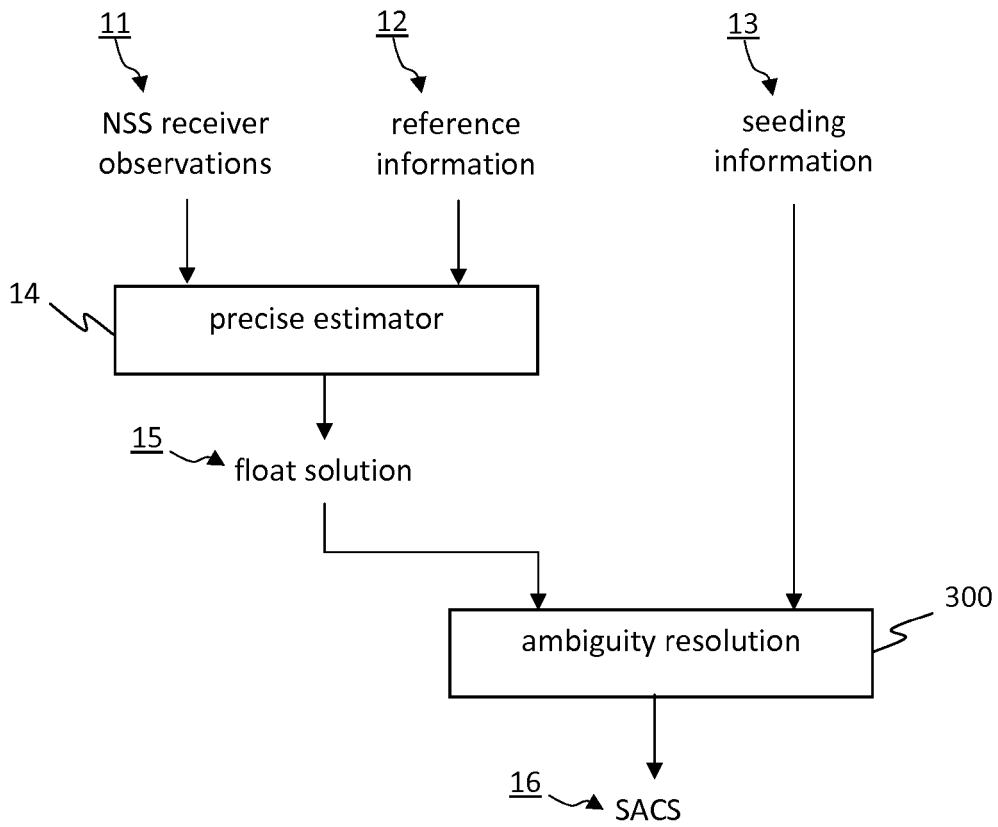 11
12
13
NSS receiver
observations
reference
information
seeding
information
14
precise estimator
15
float solution
300
ambiguity resolution
16
SACS